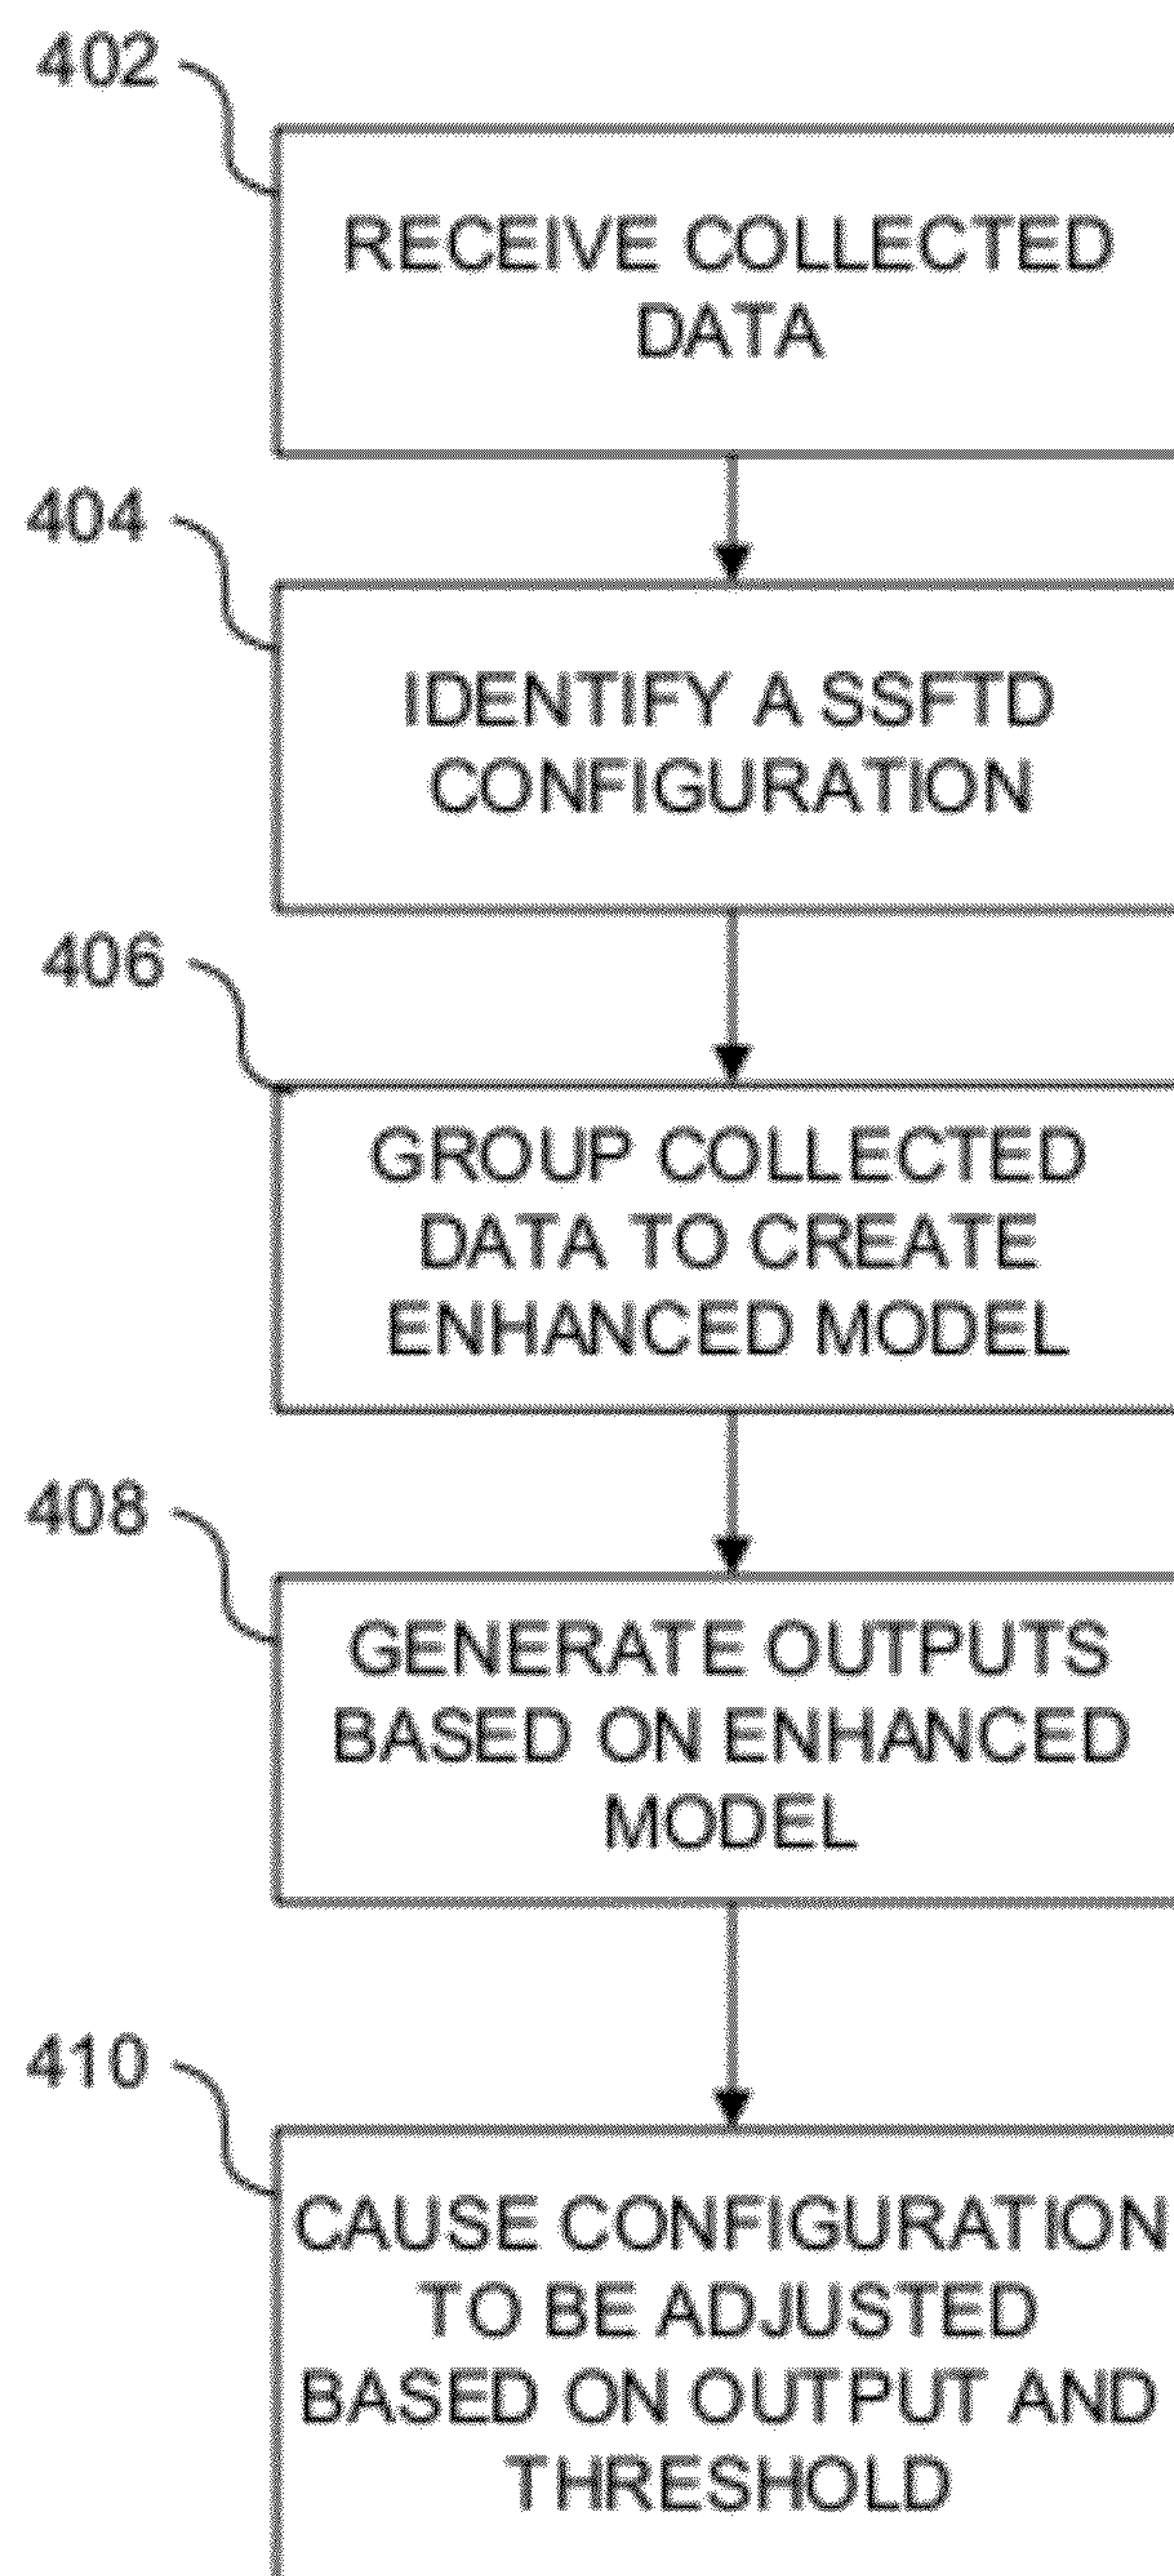 402
RECEIVE COLLECTED
DATA
404
IDENTIFY A SSFTD
CONFIGURATION
406
GROUP COLLECTED
DATA TO CREATE
ENHANCED MODEL
408
GENERATE OUTPUTS
BASED ON ENHANCED
MODEL
410
CAUSE CONFIGURATION
TO BE ADJUSTED
BASED ON OUTPUT AND
THRESHOLD